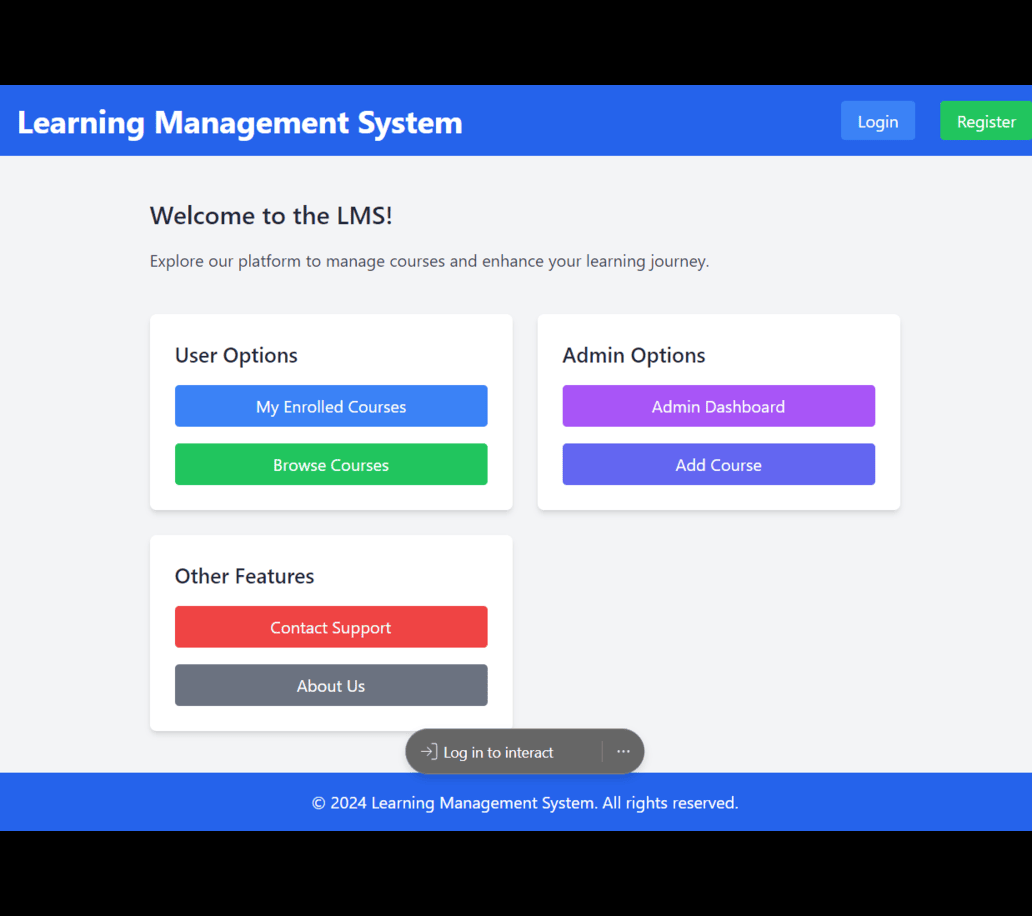 Learning Management System
Login
Register
Welcome to the LMS!
Explore our platform to manage courses and enhance your learning journey.
User Options
My Enrolled Courses
Browse Courses
Admin Options
Admin Dashboard
Add Course
Other Features
Contact Support
About Us
Log in to interact
© 2024 Learning Management System. All rights reserved.